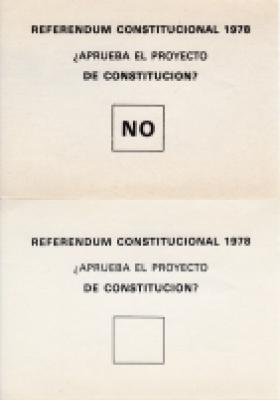 REFERENDUM CONSTITUCIONAL 1978
¿APRUEBA EL PROYECTO
DE CONSTITUCION?
NO
REFERENDUM CONSTITUCIONAL 1978
¿APRUEBA EL PROYECTO
DE CONSTITUCION?